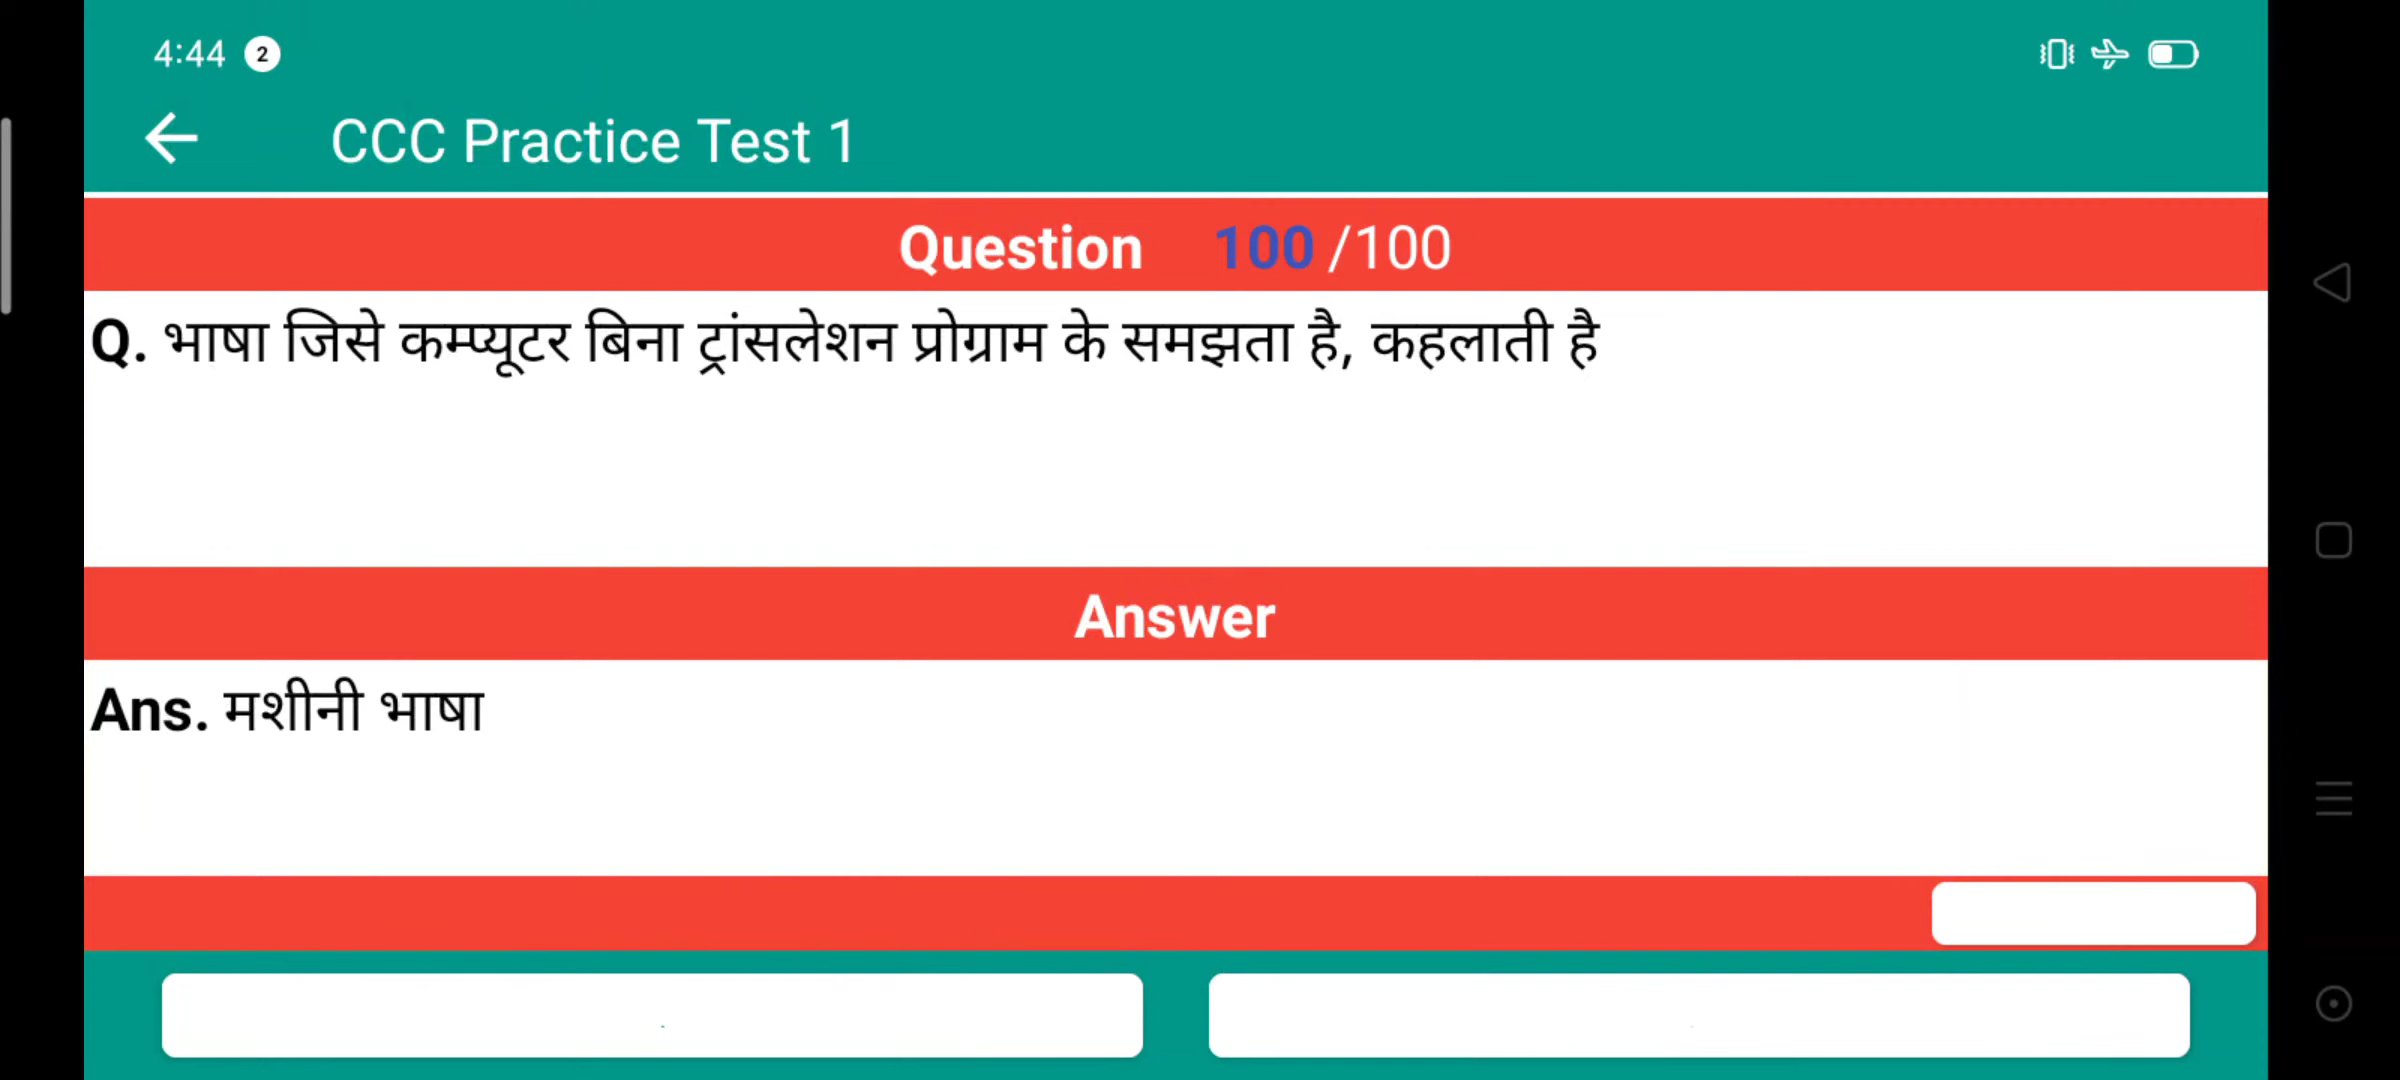 4:44 2
CCC Practice Test 1
Question 100 /100
Q. भाषा जिसे कम्प्यूटर बिना ट्रांसलेशन प्रोग्राम के समझता है, कहलाती है
Answer
Ans. मशीनी भाषा